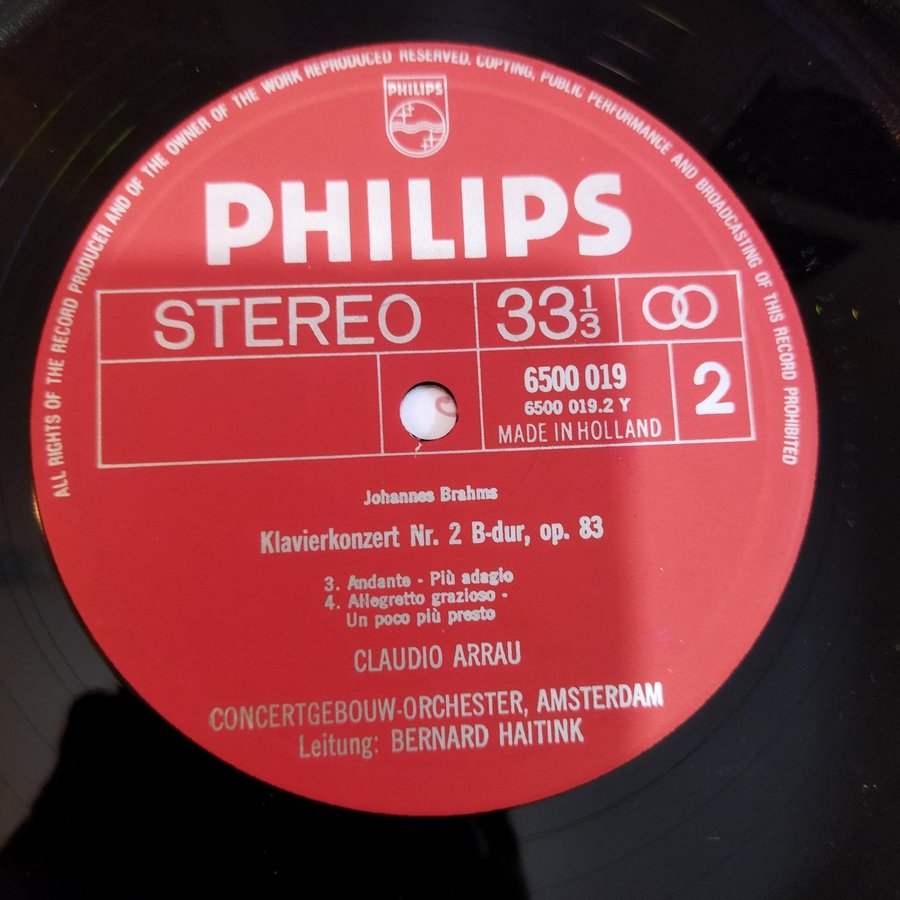 ALL RIGHTS OF THE RECORD PRODUCER AND OF THE OWNER OF THE WORK REPRODUCED RESERVED. COPYING, PUBLIC PERFORMANCE AND BROADCASTING OF THIS RECORD PROHIBITED
PHILIPS
PHILIPS
STEREO 33 1/3
6500 019
6500 019.2 Y
MADE IN HOLLAND
2
Johannes Brahms
Klavierkonzert Nr. 2 B-dur, op. 83
3. Andante - Più adagio
4. Allegretto grazioso -
Un poco più presto
CLAUDIO ARRAU
CONCERTGEBOUW-ORCHESTER, AMSTERDAM
Leitung: BERNARD HAITINK